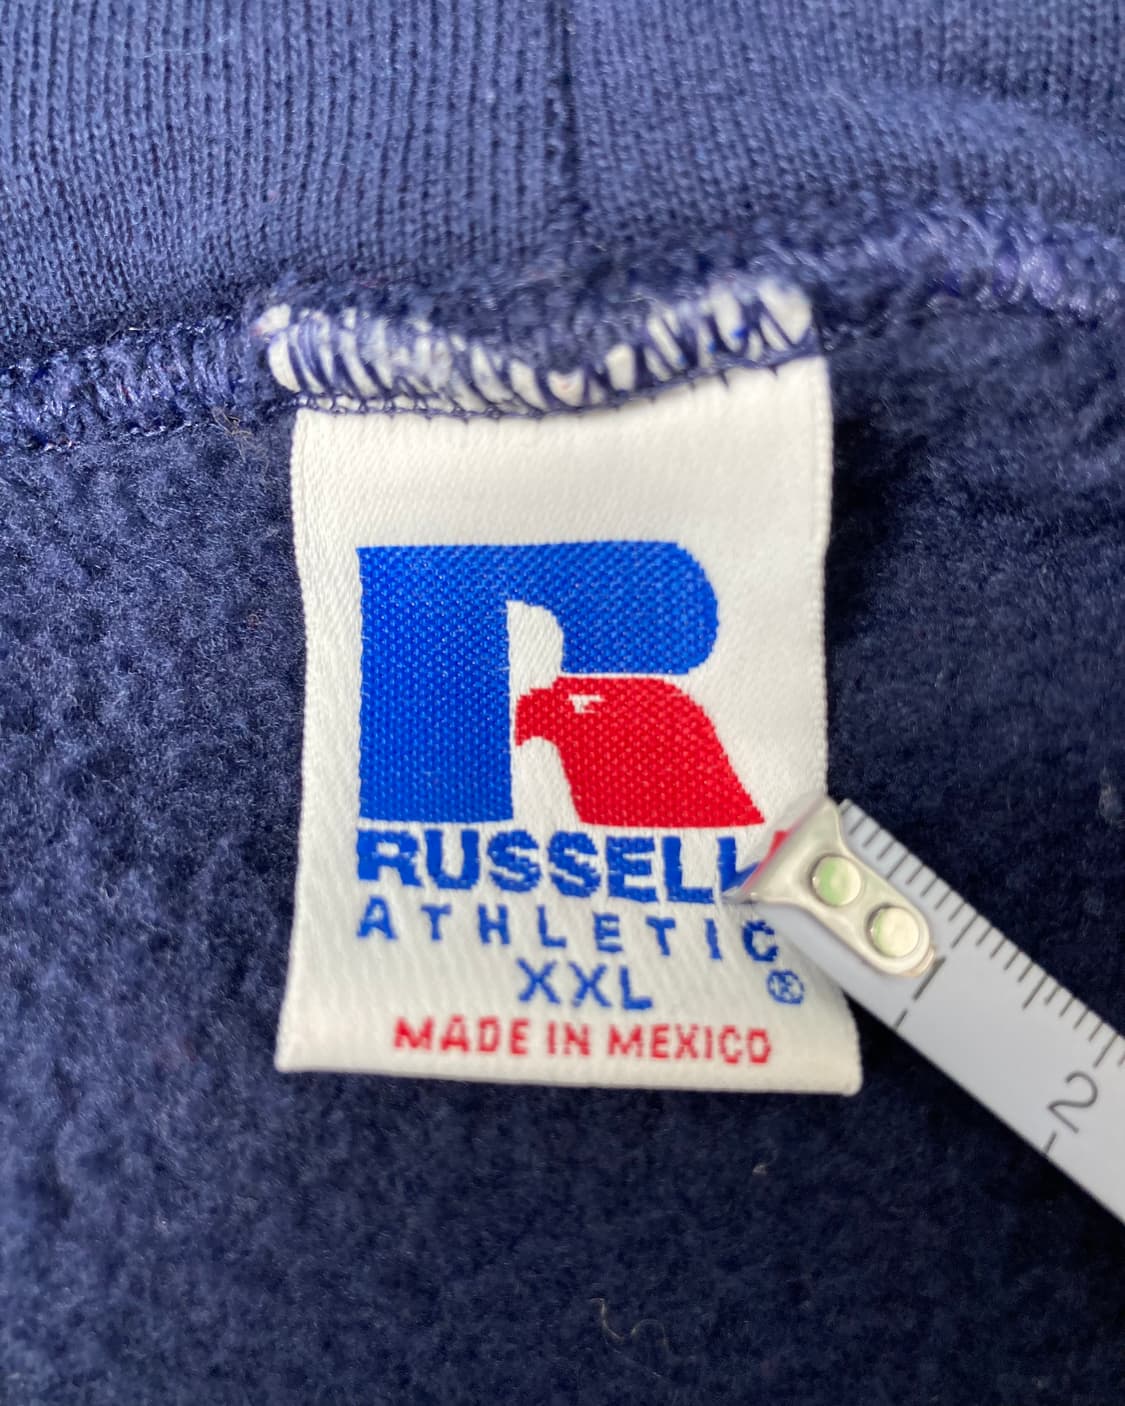 R
RUSSELL
ATHLETIC
XXL ®
MADE IN MEXICO
2